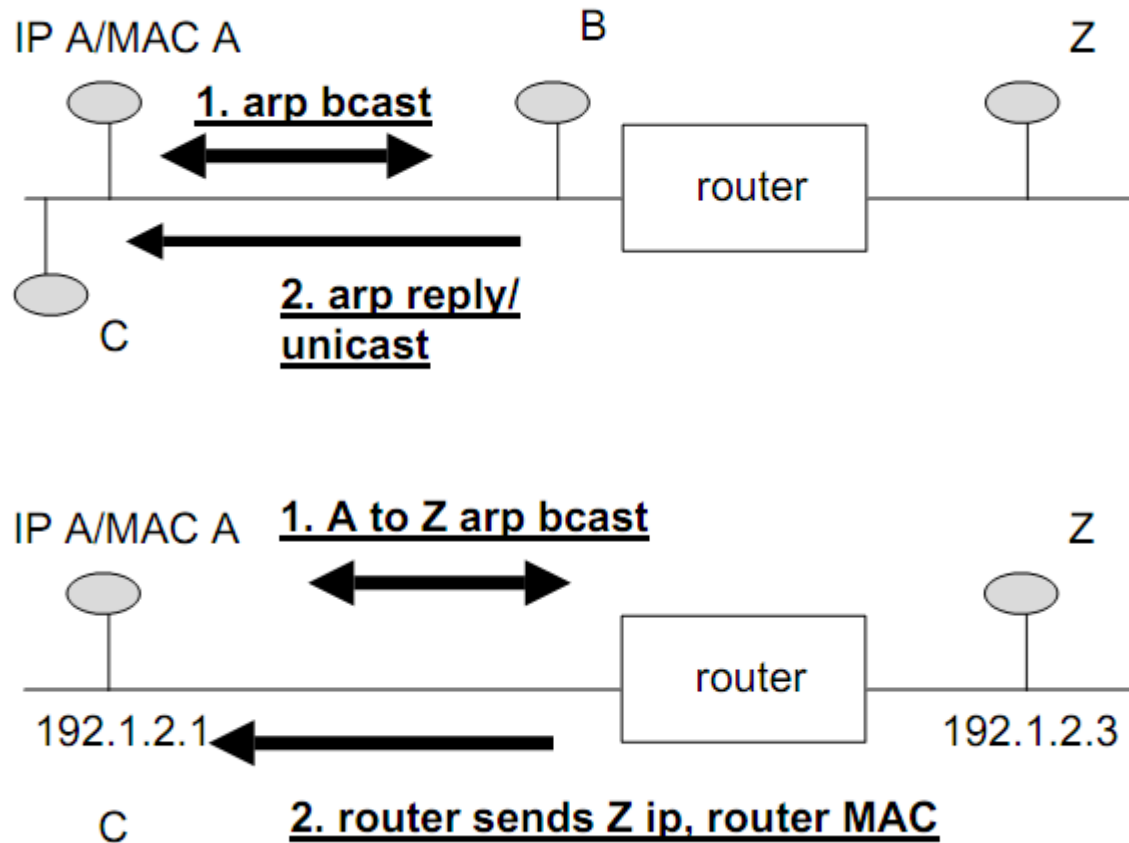 IP A/MAC A
B
Z
1. arp bcast
router
2. arp reply/
unicast
C
IP A/MAC A
1. A to Z arp bcast
Z
router
192.1.2.1
192.1.2.3
C
2. router sends Z ip, router MAC